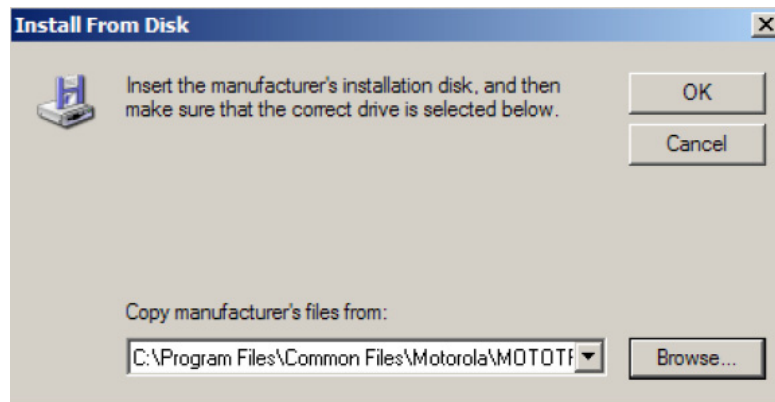 Install From Disk
Insert the manufacturer's installation disk, and then
make sure that the correct drive is selected below.
OK
Cancel
Copy manufacturer's files from:
C:\Program Files\Common Files\Motorola\MOTOTF
Browse...